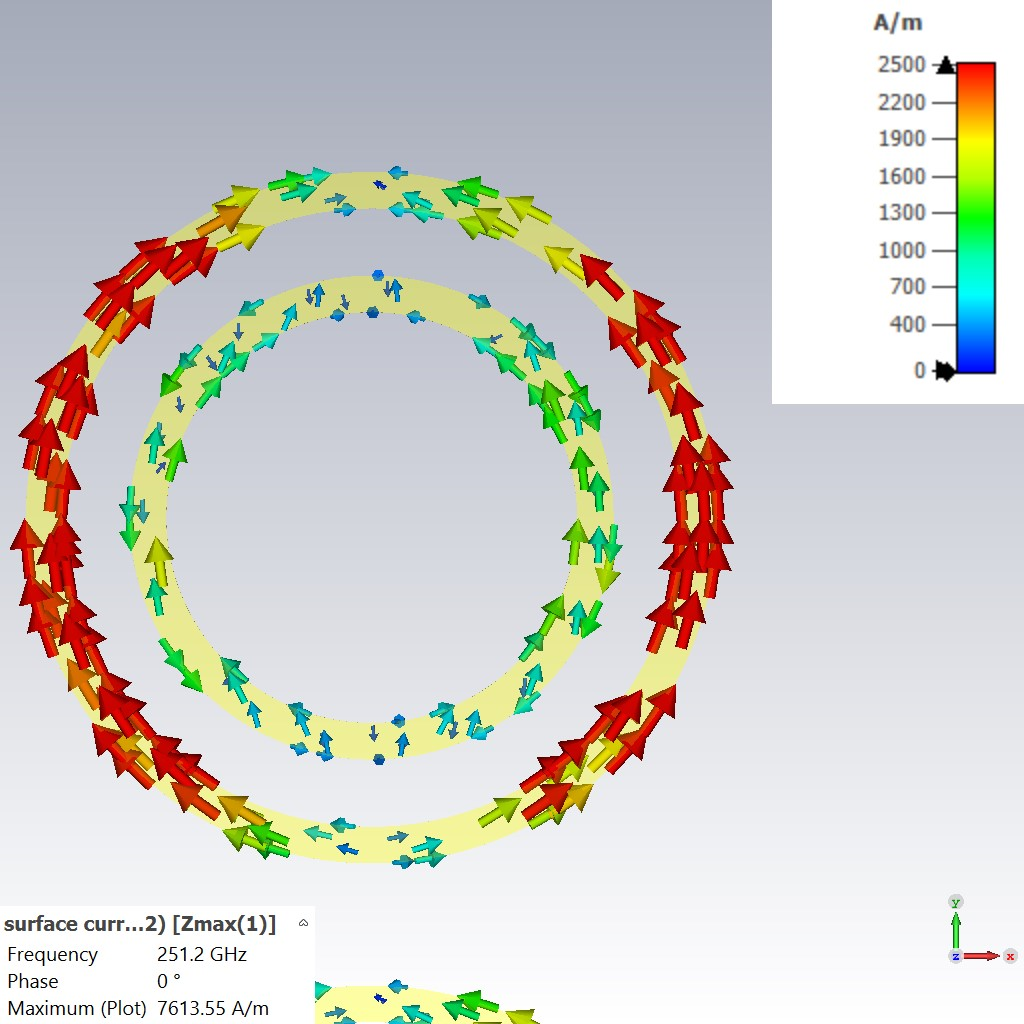 A/m
2500
2200
1900
1600
1300
1000
700
400
0
y
z x
surface curr...2) [Zmax(1)]
Frequency 251.2 GHz
Phase 0 °
Maximum (Plot) 7613.55 A/m